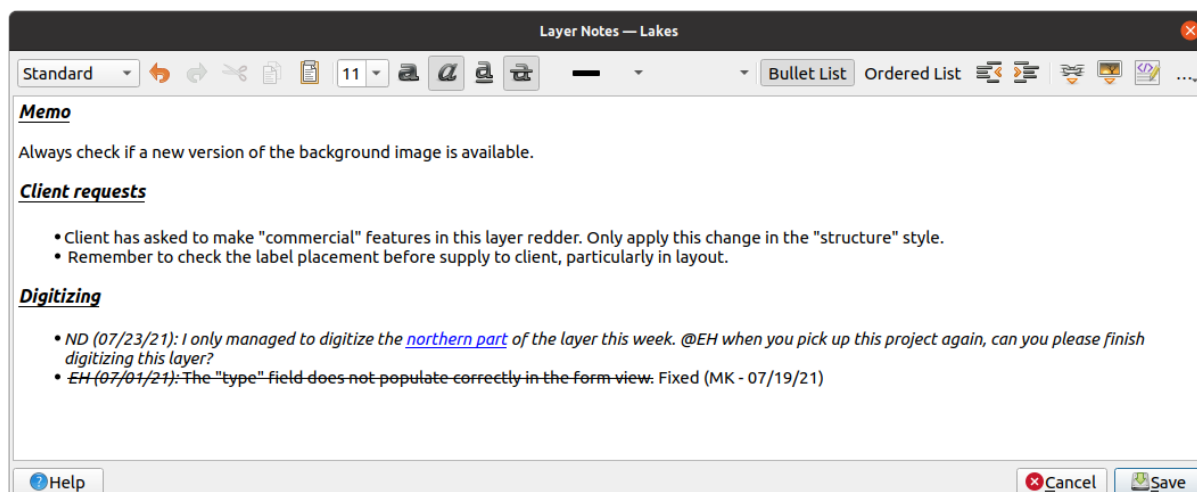 Layer Notes — Lakes
Standard 11 Bullet List Ordered List ...
Memo
Always check if a new version of the background image is available.
Client requests
• Client has asked to make "commercial" features in this layer redder. Only apply this change in the "structure" style.
• Remember to check the label placement before supply to client, particularly in layout.
Digitizing
• ND (07/23/21): I only managed to digitize the northern part of the layer this week. @EH when you pick up this project again, can you please finish
digitizing this layer?
• EH (07/01/21): The "type" field does not populate correctly in the form view. Fixed (MK - 07/19/21)
Help Cancel Save